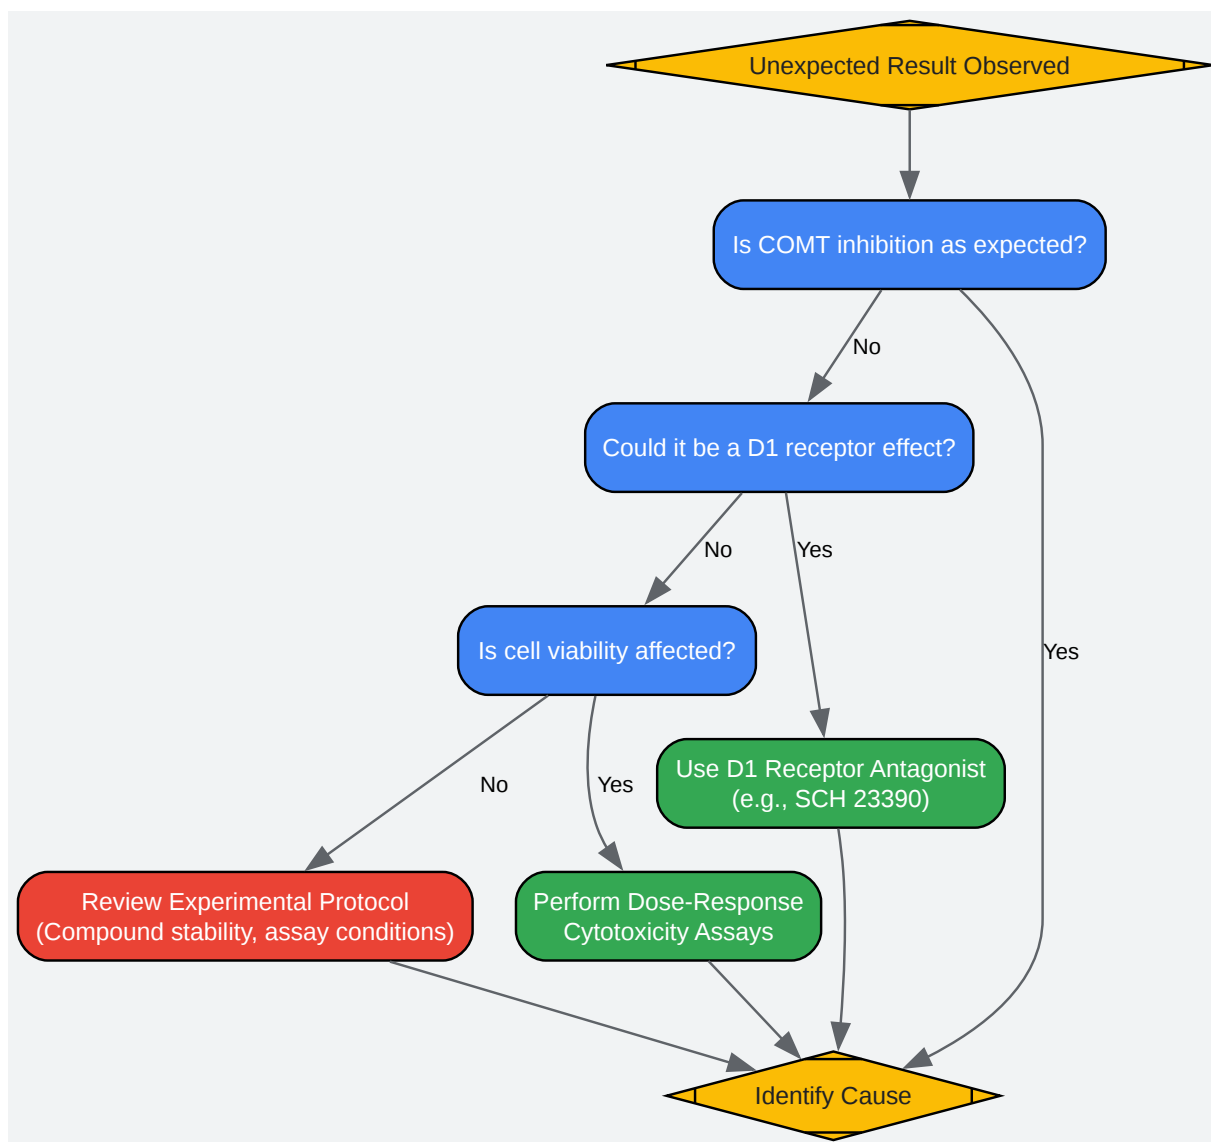 Unexpected Result Observed
Is COMT inhibition as expected?
No
Could it be a D1 receptor effect?
No
Yes
Is cell viability affected?
Yes
Use D1 Receptor Antagonist
(e.g., SCH 23390)
No
Yes
Review Experimental Protocol
(Compound stability, assay conditions)
Perform Dose-Response
Cytotoxicity Assays
Identify Cause